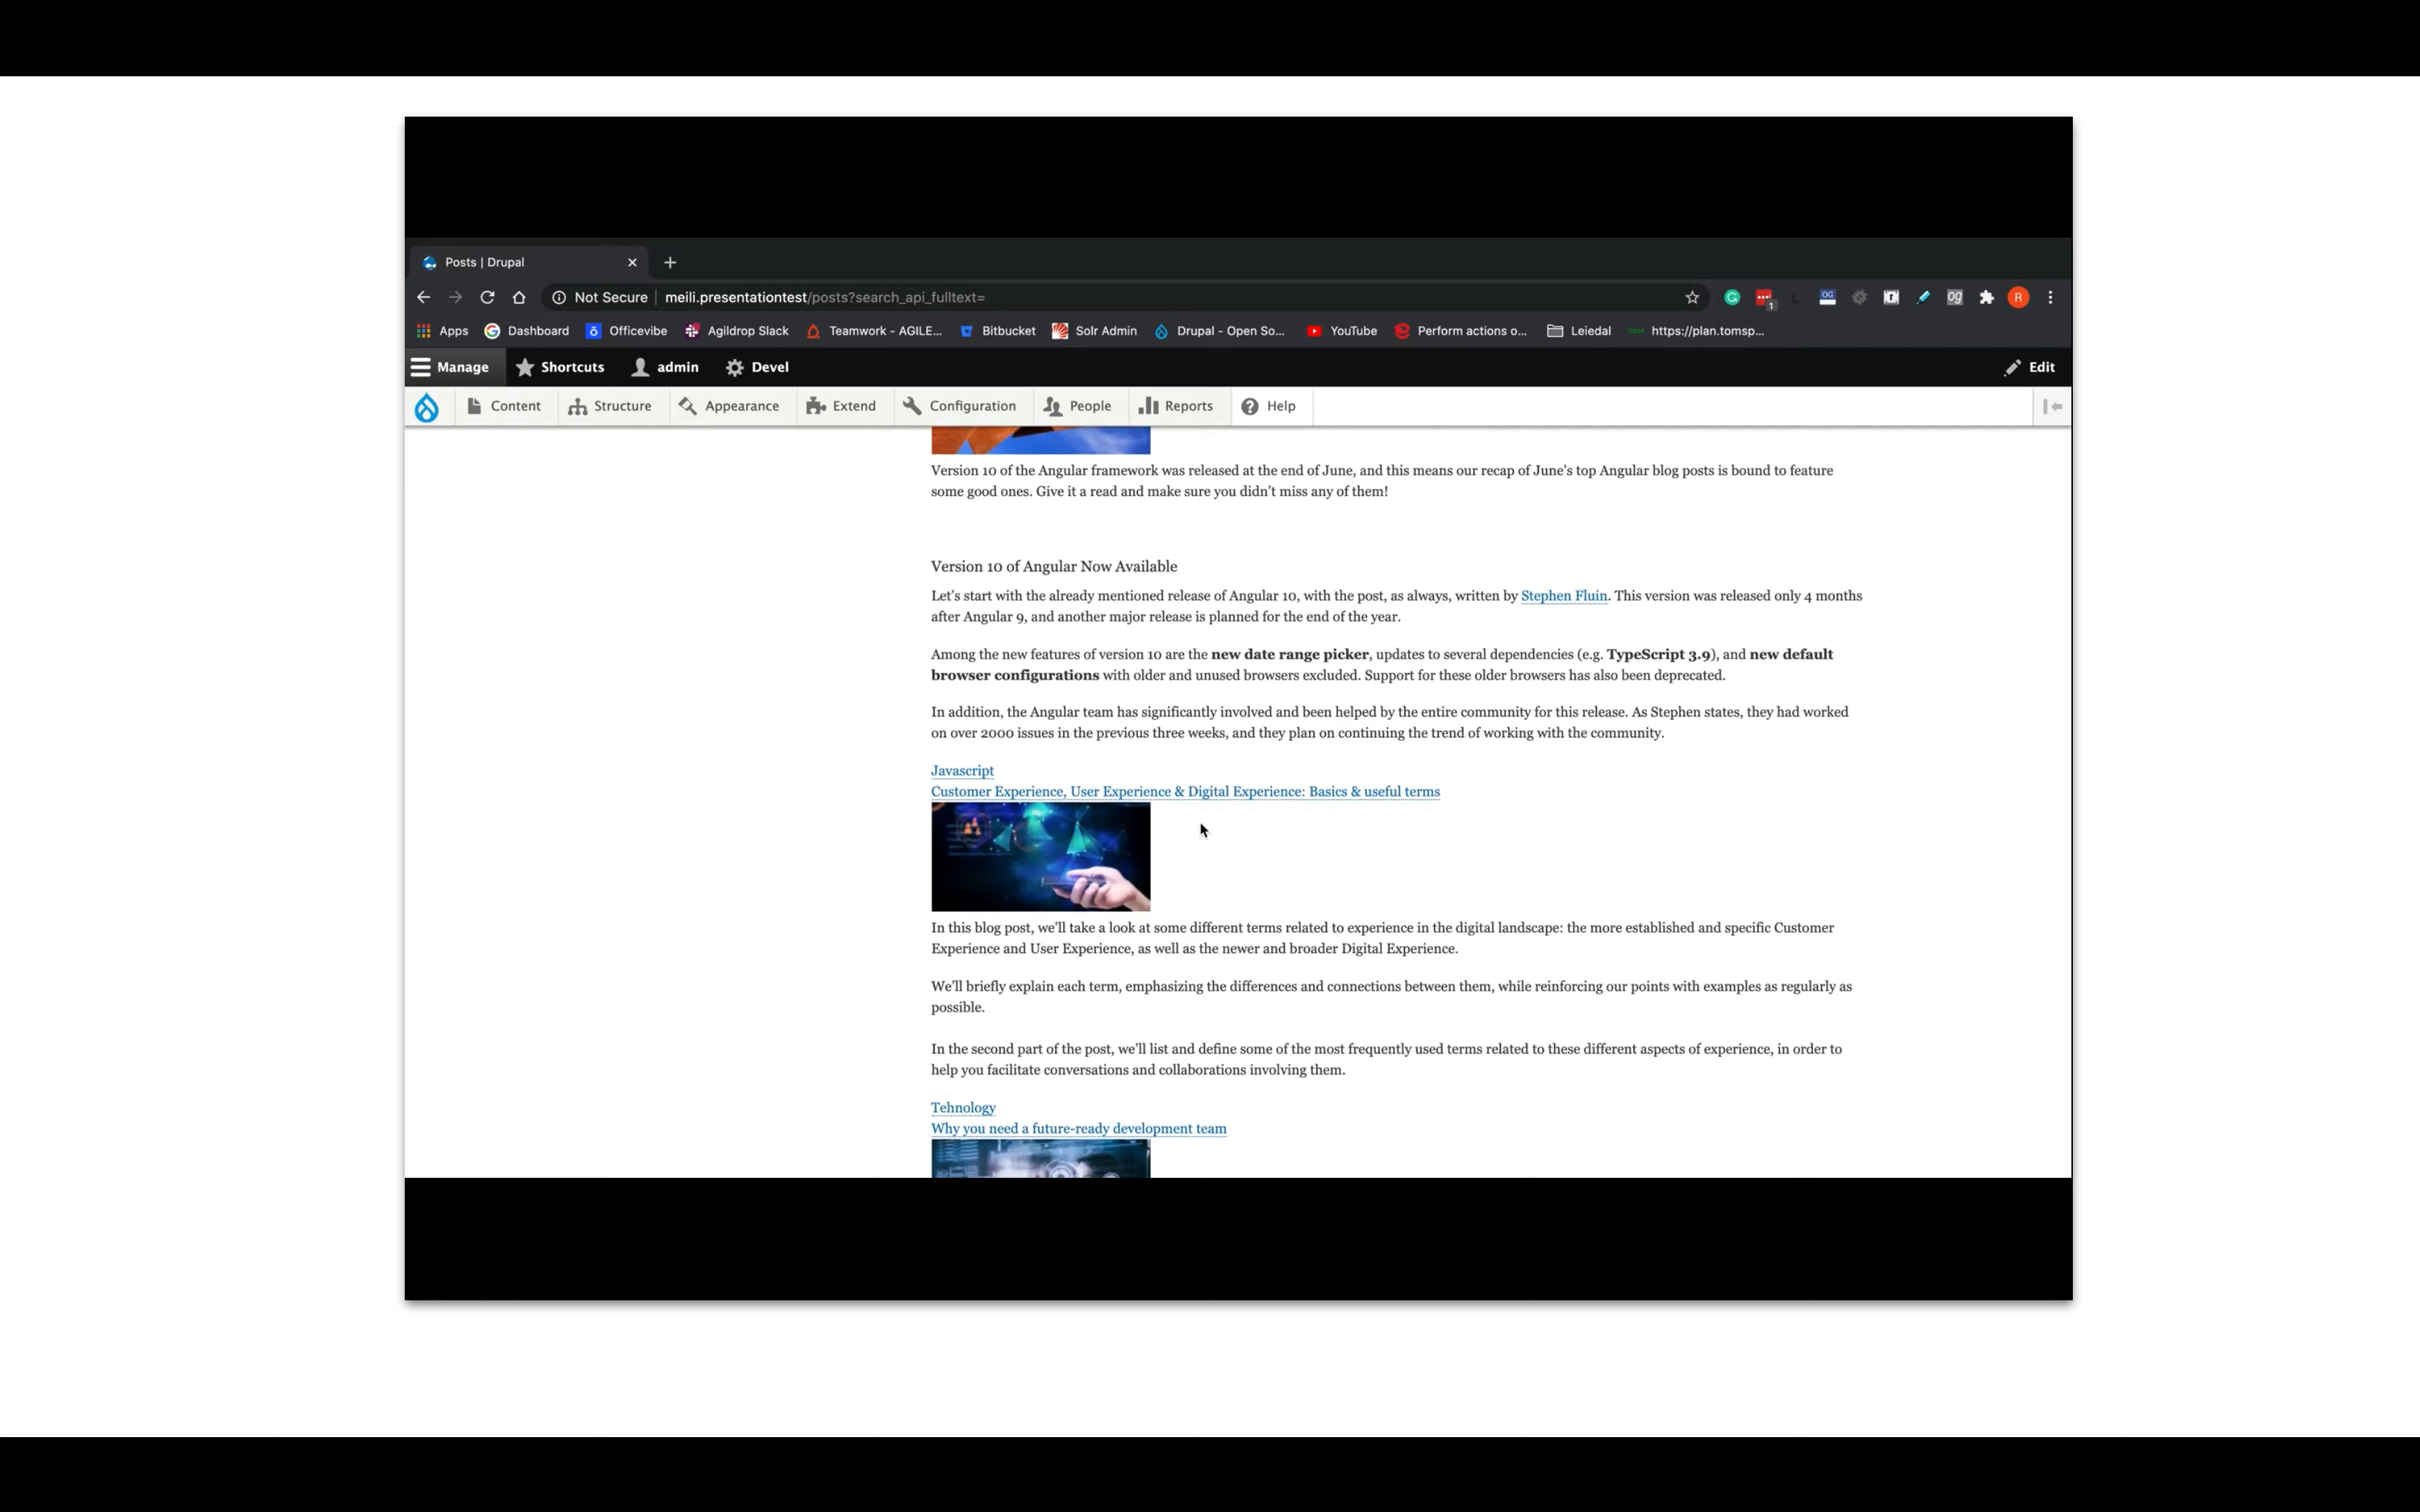 Posts | Drupal
Not Secure | meili.presentationtest/posts?search_api_fulltext=
OG
og
R
1
Apps Dashboard Officevibe Agildrop Slack Teamwork - AGILE... Bitbucket Solr Admin Drupal - Open So... YouTube Perform actions o... Leiedal https://plan.tomsp...
Manage Shortcuts admin Devel Edit
Content Structure Appearance Extend Configuration People Reports Help
Version 10 of the Angular framework was released at the end of June, and this means our recap of June’s top Angular blog posts is bound to feature
some good ones. Give it a read and make sure you didn’t miss any of them!
Version 10 of Angular Now Available
Let’s start with the already mentioned release of Angular 10, with the post, as always, written by Stephen Fluin. This version was released only 4 months
after Angular 9, and another major release is planned for the end of the year.
Among the new features of version 10 are the new date range picker, updates to several dependencies (e.g. TypeScript 3.9), and new default
browser configurations with older and unused browsers excluded. Support for these older browsers has also been deprecated.
In addition, the Angular team has significantly involved and been helped by the entire community for this release. As Stephen states, they had worked
on over 2000 issues in the previous three weeks, and they plan on continuing the trend of working with the community.
Javascript
Customer Experience, User Experience & Digital Experience: Basics & useful terms
In this blog post, we’ll take a look at some different terms related to experience in the digital landscape: the more established and specific Customer
Experience and User Experience, as well as the newer and broader Digital Experience.
We’ll briefly explain each term, emphasizing the differences and connections between them, while reinforcing our points with examples as regularly as
possible.
In the second part of the post, we’ll list and define some of the most frequently used terms related to these different aspects of experience, in order to
help you facilitate conversations and collaborations involving them.
Tehnology
Why you need a future-ready development team